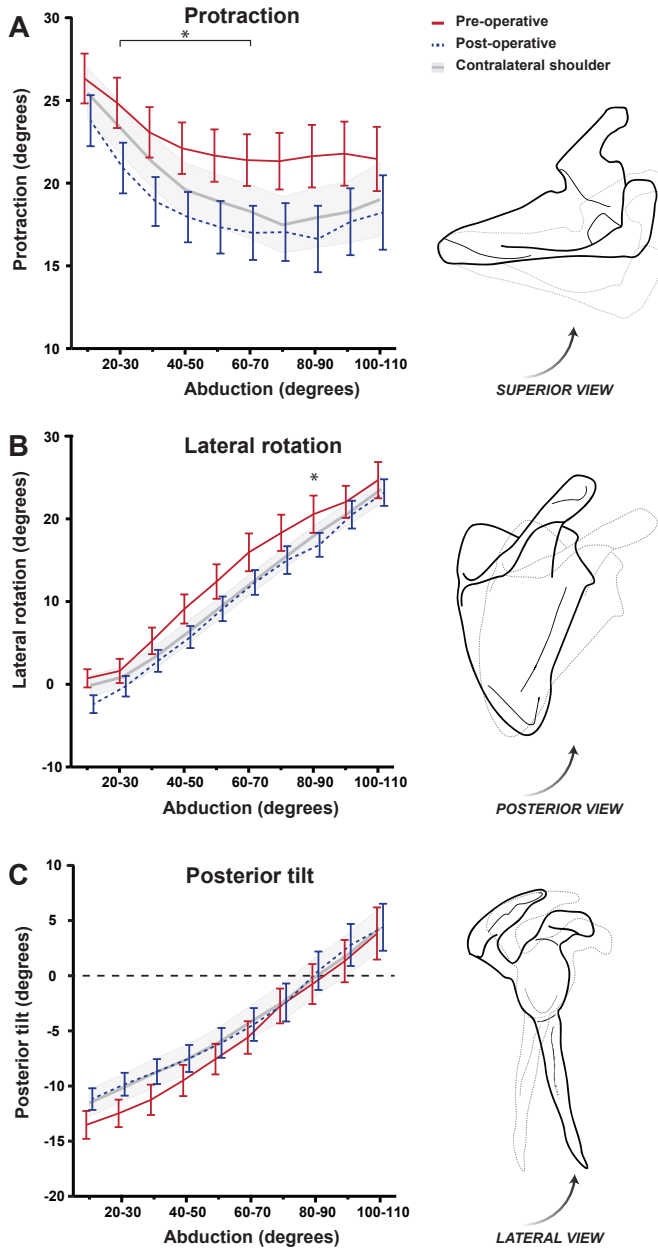 A
Protraction
Pre-operative
Post-operative
Contralateral shoulder
*
30
25
20
15
10
Protraction (degrees)
20-30 40-50 60-70 80-90 100-110
Abduction (degrees)
SUPERIOR VIEW
B
Lateral rotation
*
30
20
10
0
-10
Lateral rotation (degrees)
20-30 40-50 60-70 80-90 100-110
Abduction (degrees)
POSTERIOR VIEW
C
Posterior tilt
10
5
0
-5
-10
-15
-20
Posterior tilt (degrees)
20-30 40-50 60-70 80-90 100-110
Abduction (degrees)
LATERAL VIEW